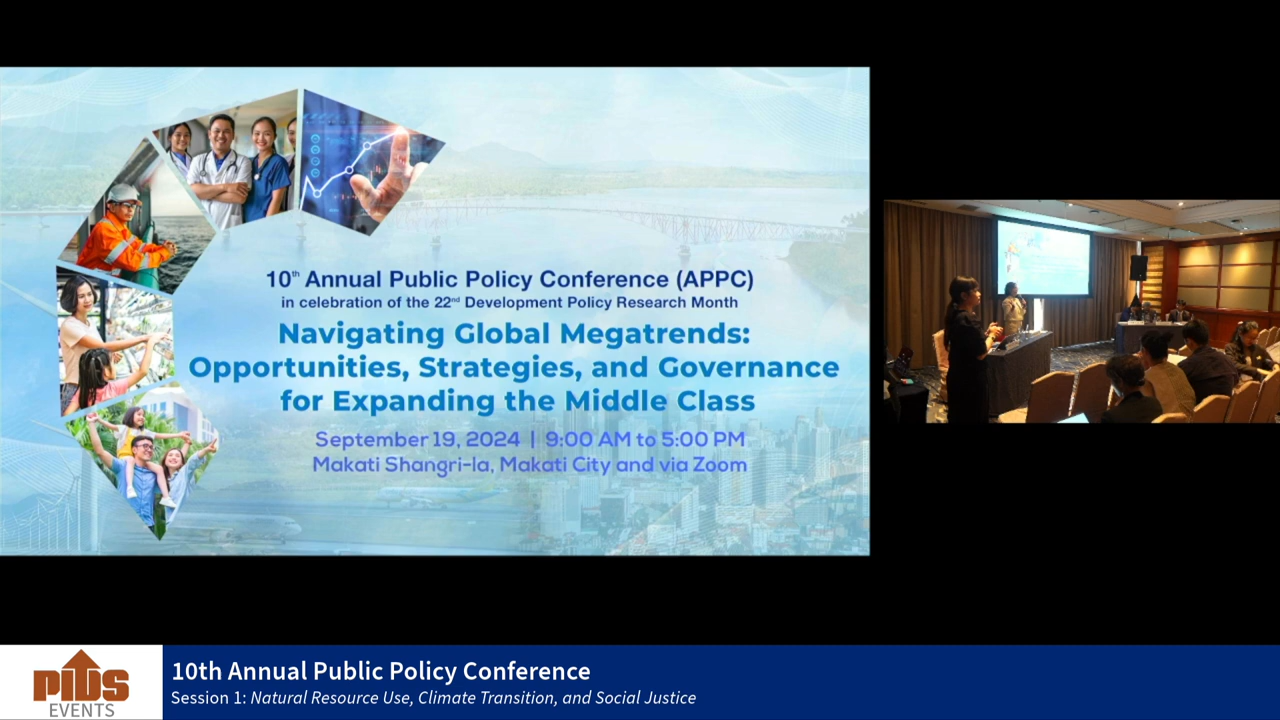 10th Annual Public Policy Conference (APPC)
in celebration of the 22nd Development Policy Research Month
Navigating Global Megatrends:
Opportunities, Strategies, and Governance
for Expanding the Middle Class
September 19, 2024 | 9:00 AM to 5:00 PM
Makati Shangri-la, Makati City and via Zoom
PIDS
EVENTS
10th Annual Public Policy Conference
Session 1: Natural Resource Use, Climate Transition, and Social Justice